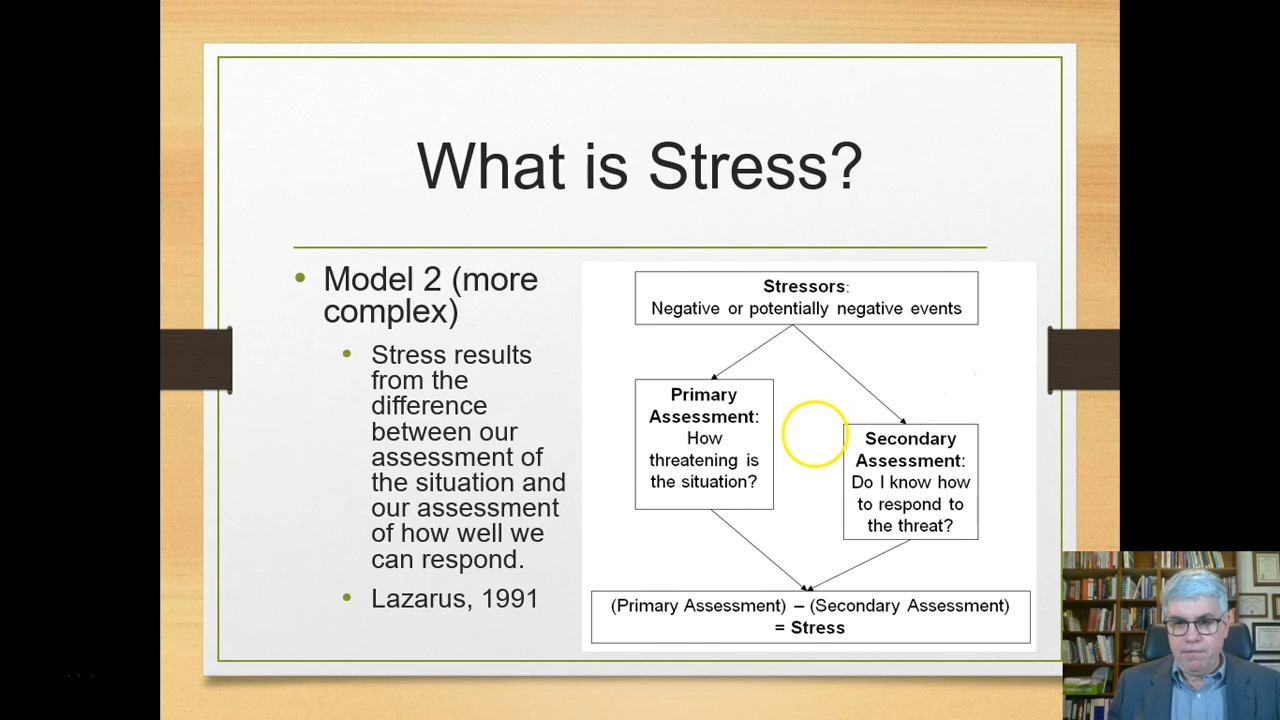 What is Stress?
• Model 2 (more
complex)
• Stress results
from the
difference
between our
assessment of
the situation and
our assessment
of how well we
can respond.
• Lazarus, 1991
Stressors:
Negative or potentially negative events
Primary
Assessment:
How
threatening is
the situation?
Secondary
Assessment:
Do I know how
to respond to
the threat?
(Primary Assessment) – (Secondary Assessment)
= Stress